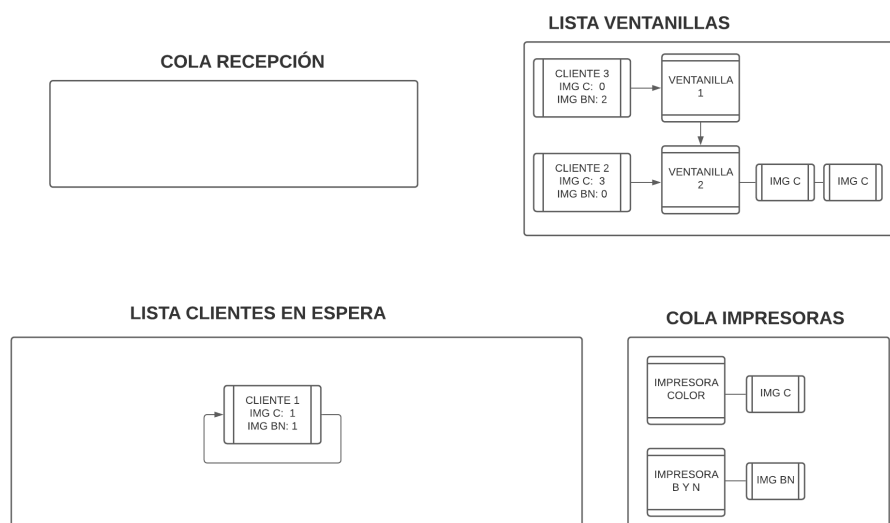 LISTA VENTANILLAS
COLA RECEPCIÓN
CLIENTE 3
IMG C: 0
IMG BN: 2
VENTANILLA
1
CLIENTE 2
IMG C: 3
IMG BN: 0
VENTANILLA
2
IMG C
IMG C
LISTA CLIENTES EN ESPERA
COLA IMPRESORAS
CLIENTE 1
IMG C: 1
IMG BN: 1
IMPRESORA
COLOR
IMG C
IMPRESORA
B Y N
IMG BN